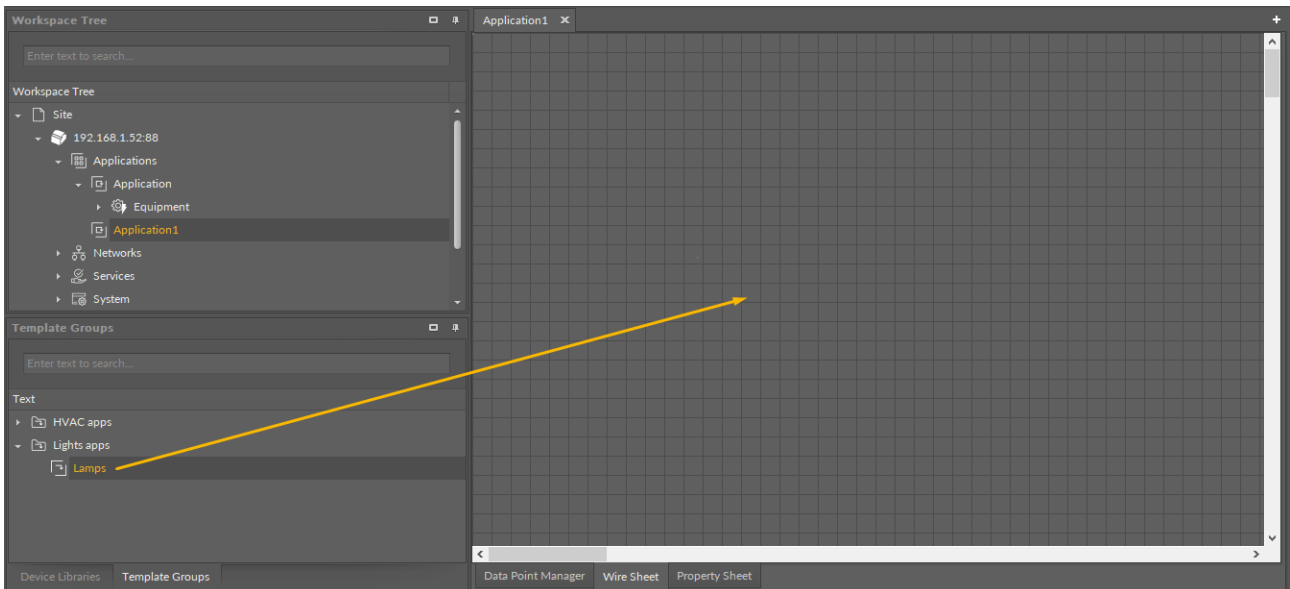 Workspace Tree
Enter text to search...
Workspace Tree
Site
192.168.1.52:88
Applications
Application
Equipment
Application1
Networks
Services
System
Template Groups
Enter text to search...
Text
HVAC apps
Lights apps
Lamps
Device Libraries Template Groups
Application1
Data Point Manager Wire Sheet Property Sheet